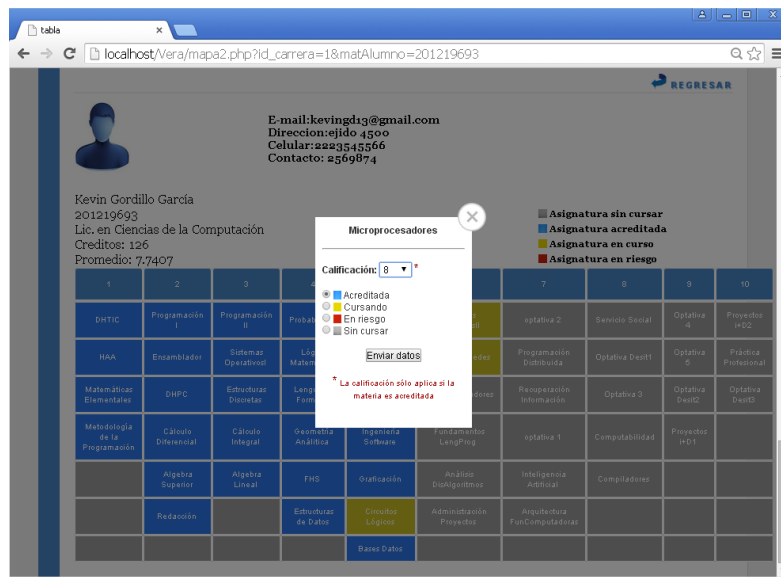 tabla
localhost/Vera/mapa2.php?id_carrera=1&matAlumno=201219693
REGRESAR
E-mail:kevingd13@gmail.com
Direccion:ejido 4500
Celular:2223545566
Contacto: 2569874
Kevin Gordillo García
201219693
Lic. en Ciencias de la Computación
Creditos: 126
Promedio: 7.7407
Asignatura sin cursar
Asignatura acreditada
Asignatura en curso
Asignatura en riesgo
Microprocesadores
Calificación: 8 *
Acreditada
Cursando
En riesgo
Sin cursar
Enviar datos
* La calificación sólo aplica si la
materia es acreditada
1 2 3 7 8 9 10
DHTIC
Programación
I
Programación
II
optativa 2
Servicio Social
Optativa
4
Proyectos
I+D2
HAA
Ensamblador
Sistemas
OperativosI
Programación
Distribuida
Optativa DesIt1
Optativa
5
Práctica
Profesional
Matemáticas
Elementales
DHPC
Estructuras
Discretas
Recuperación
Información
Optativa 3
Optativa
DesIt2
Optativa
DesIt3
Metodología
de la
Programación
Cálculo
Diferencial
Cálculo
Integral
Geometría
Analítica
Ingeniería
Software
Fundamentos
LengProg
optativa 1
Computabilidad
Proyectos
I+D1
Algebra
Superior
Algebra
Lineal
FHS
Graficación
Análisis
DisAlgoritmos
Inteligencia
Artificial
Compiladores
Redacción
Estructuras
de Datos
Circuitos
Lógicos
Administración
Proyectos
Arquitectura
FunComputadoras
Bases Datos